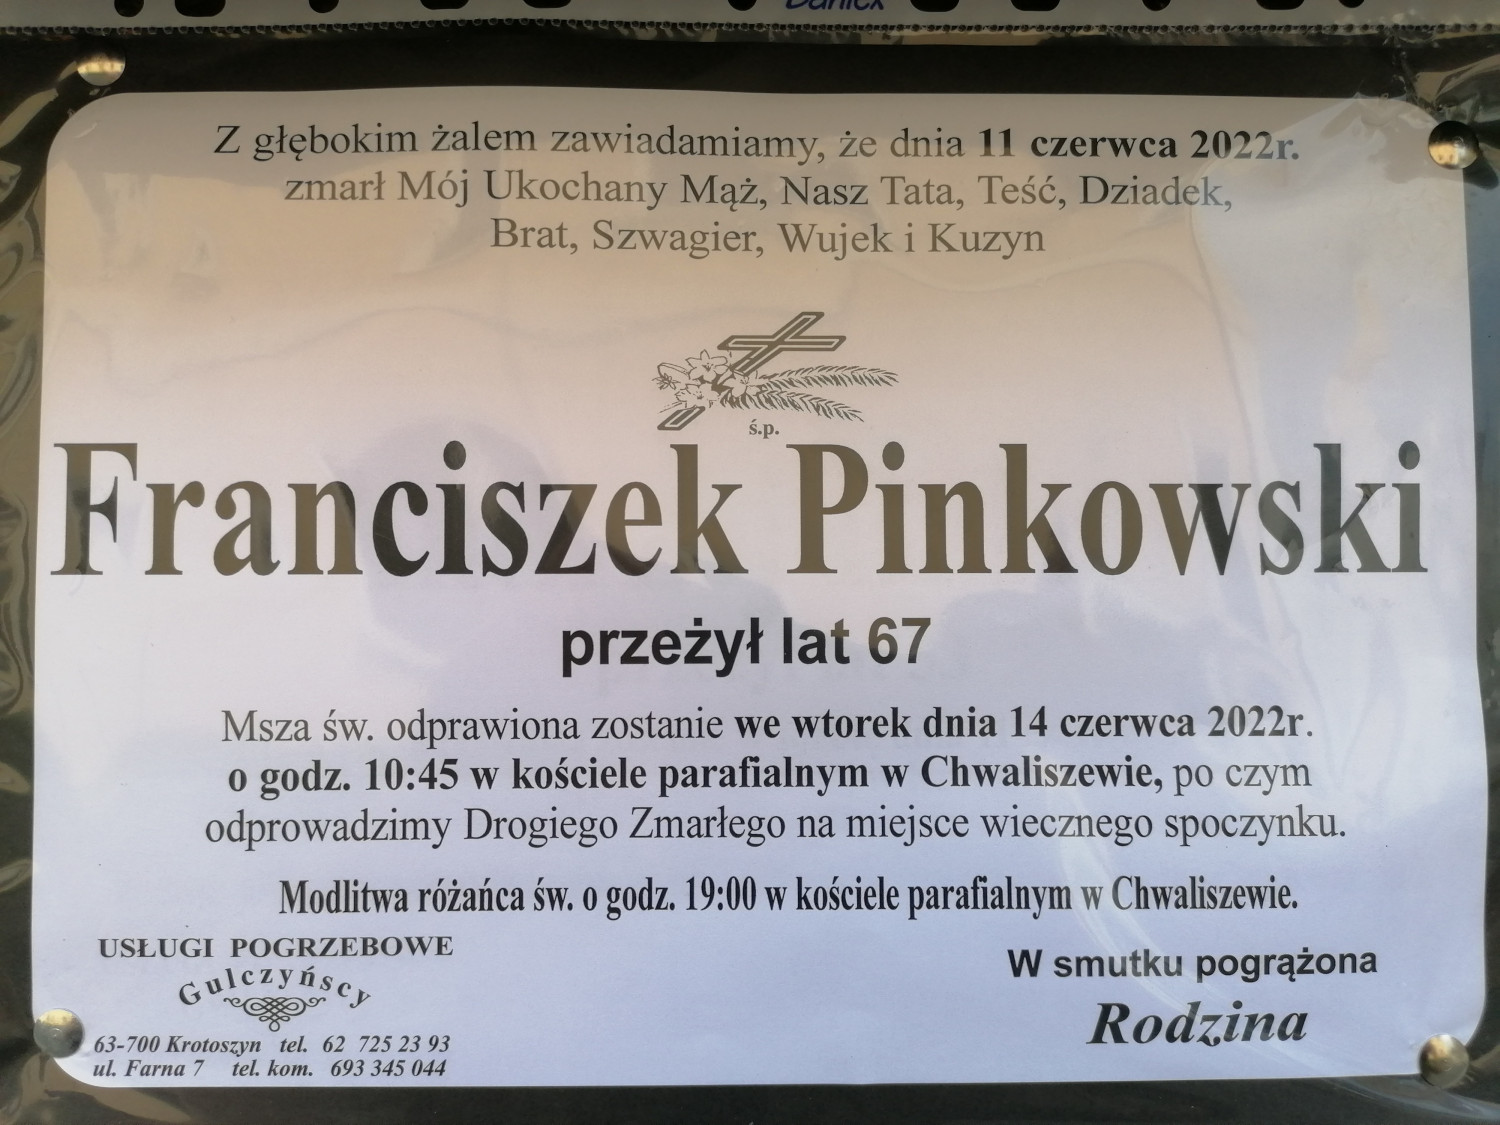 Daniex
Z głębokim żalem zawiadamiamy, że dnia 11 czerwca 2022r.
zmarł Mój Ukochany Mąż, Nasz Tata, Teść, Dziadek,
Brat, Szwagier, Wujek i Kuzyn
ś.p.
Franciszek Pinkowski
przeżył lat 67
Msza św. odprawiona zostanie we wtorek dnia 14 czerwca 2022r.
o godz. 10:45 w kościele parafialnym w Chwaliszewie, po czym
odprowadzimy Drogiego Zmarłego na miejsce wiecznego spoczynku.
Modlitwa różańca św. o godz. 19:00 w kościele parafialnym w Chwaliszewie.
USŁUGI POGRZEBOWE
Gulczyńscy
63-700 Krotoszyn tel. 62 725 23 93
ul. Farna 7 tel. kom. 693 345 044
W smutku pogrążona
Rodzina